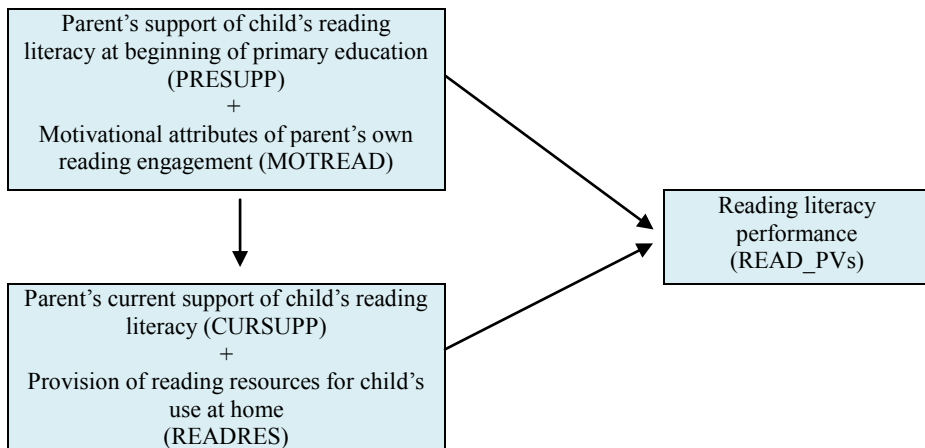 Parent’s support of child’s reading
literacy at beginning of primary education
(PRESUPP)
+
Motivational attributes of parent’s own
reading engagement (MOTREAD)
Reading literacy
performance
(READ_PVs)
Parent’s current support of child’s reading
literacy (CURSUPP)
+
Provision of reading resources for child’s
use at home
(READRES)